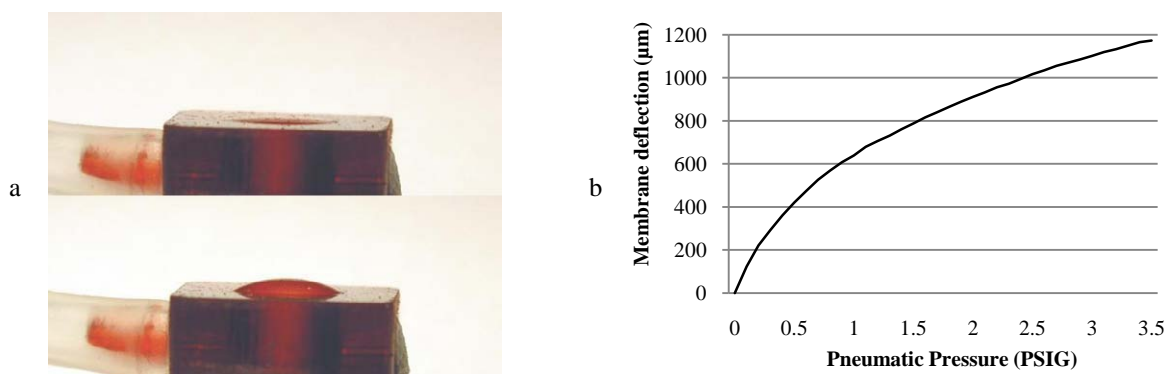 a
b
Membrane deflection (µm)
1200
1000
800
600
400
200
0
0 0.5 1 1.5 2 2.5 3 3.5
Pneumatic Pressure (PSIG)